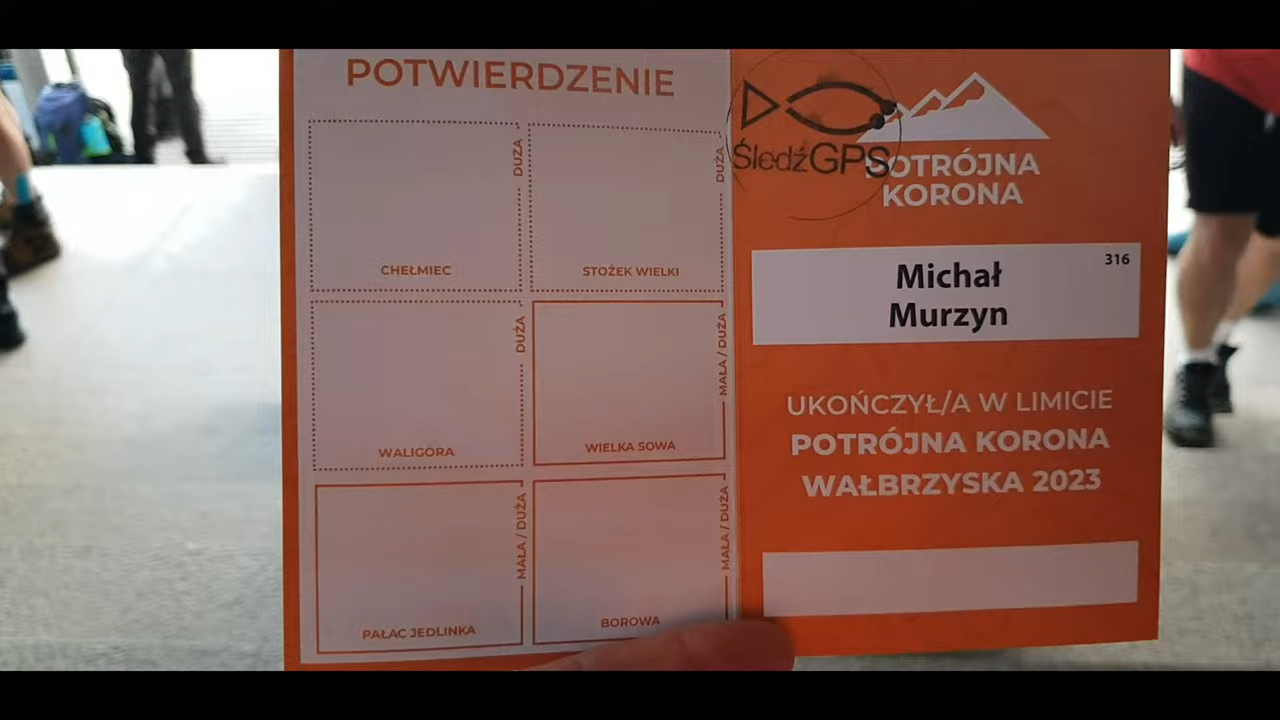 POTWIERDZENIE
DUŻA
CHEŁMIEC
DUŻA
STOŻEK WIELKI
DUŻA
WALIGÓRA
MAŁA / DUŻA
WIELKA SOWA
MAŁA / DUŻA
PAŁAC JEDLINKA
MAŁA / DUŻA
BOROWA
ŚledźGPS
POTRÓJNA
KORONA
316
Michał
Murzyn
UKOŃCZYŁ/A W LIMICIE
POTRÓJNA KORONA
WAŁBRZYSKA 2023